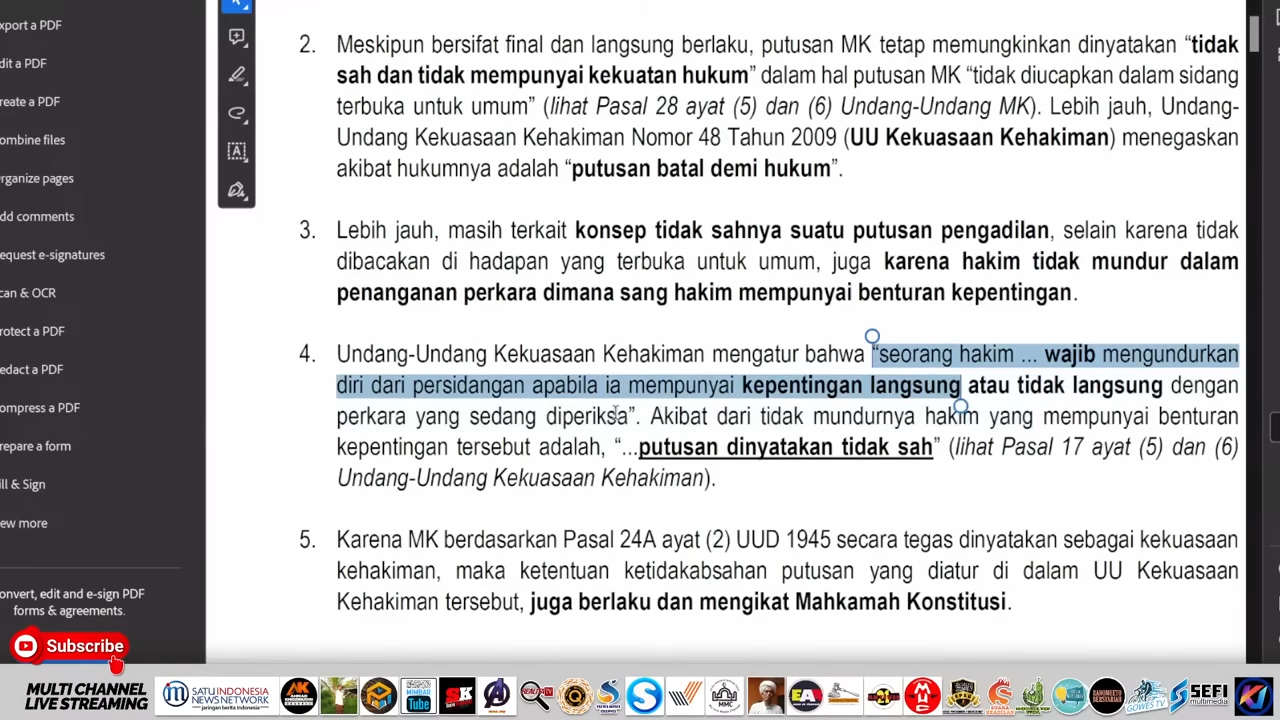 xport a PDF
dit a PDF
reate a PDF
ombine files
rganize pages
dd comments
equest e-signatures
can & OCR
rotect a PDF
edact a PDF
ompress a PDF
repare a form
ill & Sign
ew more
onvert, edit and e-sign PDF
forms & agreements.
2. Meskipun bersifat final dan langsung berlaku, putusan MK tetap memungkinkan dinyatakan “tidak
sah dan tidak mempunyai kekuatan hukum” dalam hal putusan MK “tidak diucapkan dalam sidang
terbuka untuk umum” (lihat Pasal 28 ayat (5) dan (6) Undang-Undang MK). Lebih jauh, Undang-
Undang Kekuasaan Kehakiman Nomor 48 Tahun 2009 (UU Kekuasaan Kehakiman) menegaskan
akibat hukumnya adalah “putusan batal demi hukum”.
3. Lebih jauh, masih terkait konsep tidak sahnya suatu putusan pengadilan, selain karena tidak
dibacakan di hadapan yang terbuka untuk umum, juga karena hakim tidak mundur dalam
penanganan perkara dimana sang hakim mempunyai benturan kepentingan.
4. Undang-Undang Kekuasaan Kehakiman mengatur bahwa “seorang hakim ... wajib mengundurkan
diri dari persidangan apabila ia mempunyai kepentingan langsung atau tidak langsung dengan
perkara yang sedang diperiksa”. Akibat dari tidak mundurnya hakim yang mempunyai benturan
kepentingan tersebut adalah, “...putusan dinyatakan tidak sah” (lihat Pasal 17 ayat (5) dan (6)
Undang-Undang Kekuasaan Kehakiman).
5. Karena MK berdasarkan Pasal 24A ayat (2) UUD 1945 secara tegas dinyatakan sebagai kekuasaan
kehakiman, maka ketentuan ketidakabsahan putusan yang diatur di dalam UU Kekuasaan
Kehakiman tersebut, juga berlaku dan mengikat Mahkamah Konstitusi.
Subscribe
MULTI CHANNEL
LIVE STREAMING
SATU INDONESIA
NEWS NETWORK
jaringan berita indonesia
AK
MIMBAR
Tube
SK
MMC
EA
SEFI